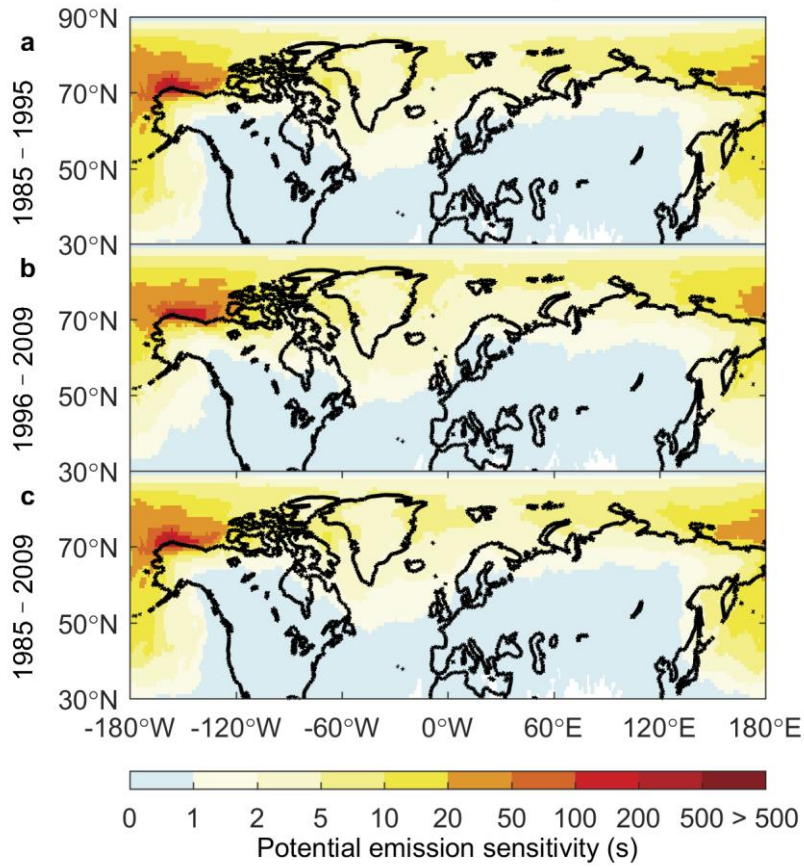 90°N
a
70°N
1985 – 1995
50°N
30°N
b
70°N
1996 – 2009
50°N
30°N
c
70°N
1985 – 2009
50°N
30°N
-180°W -120°W -60°W 0°W 60°E 120°E 180°E
0 1 2 5 10 20 50 100 200 500 > 500
Potential emission sensitivity (s)